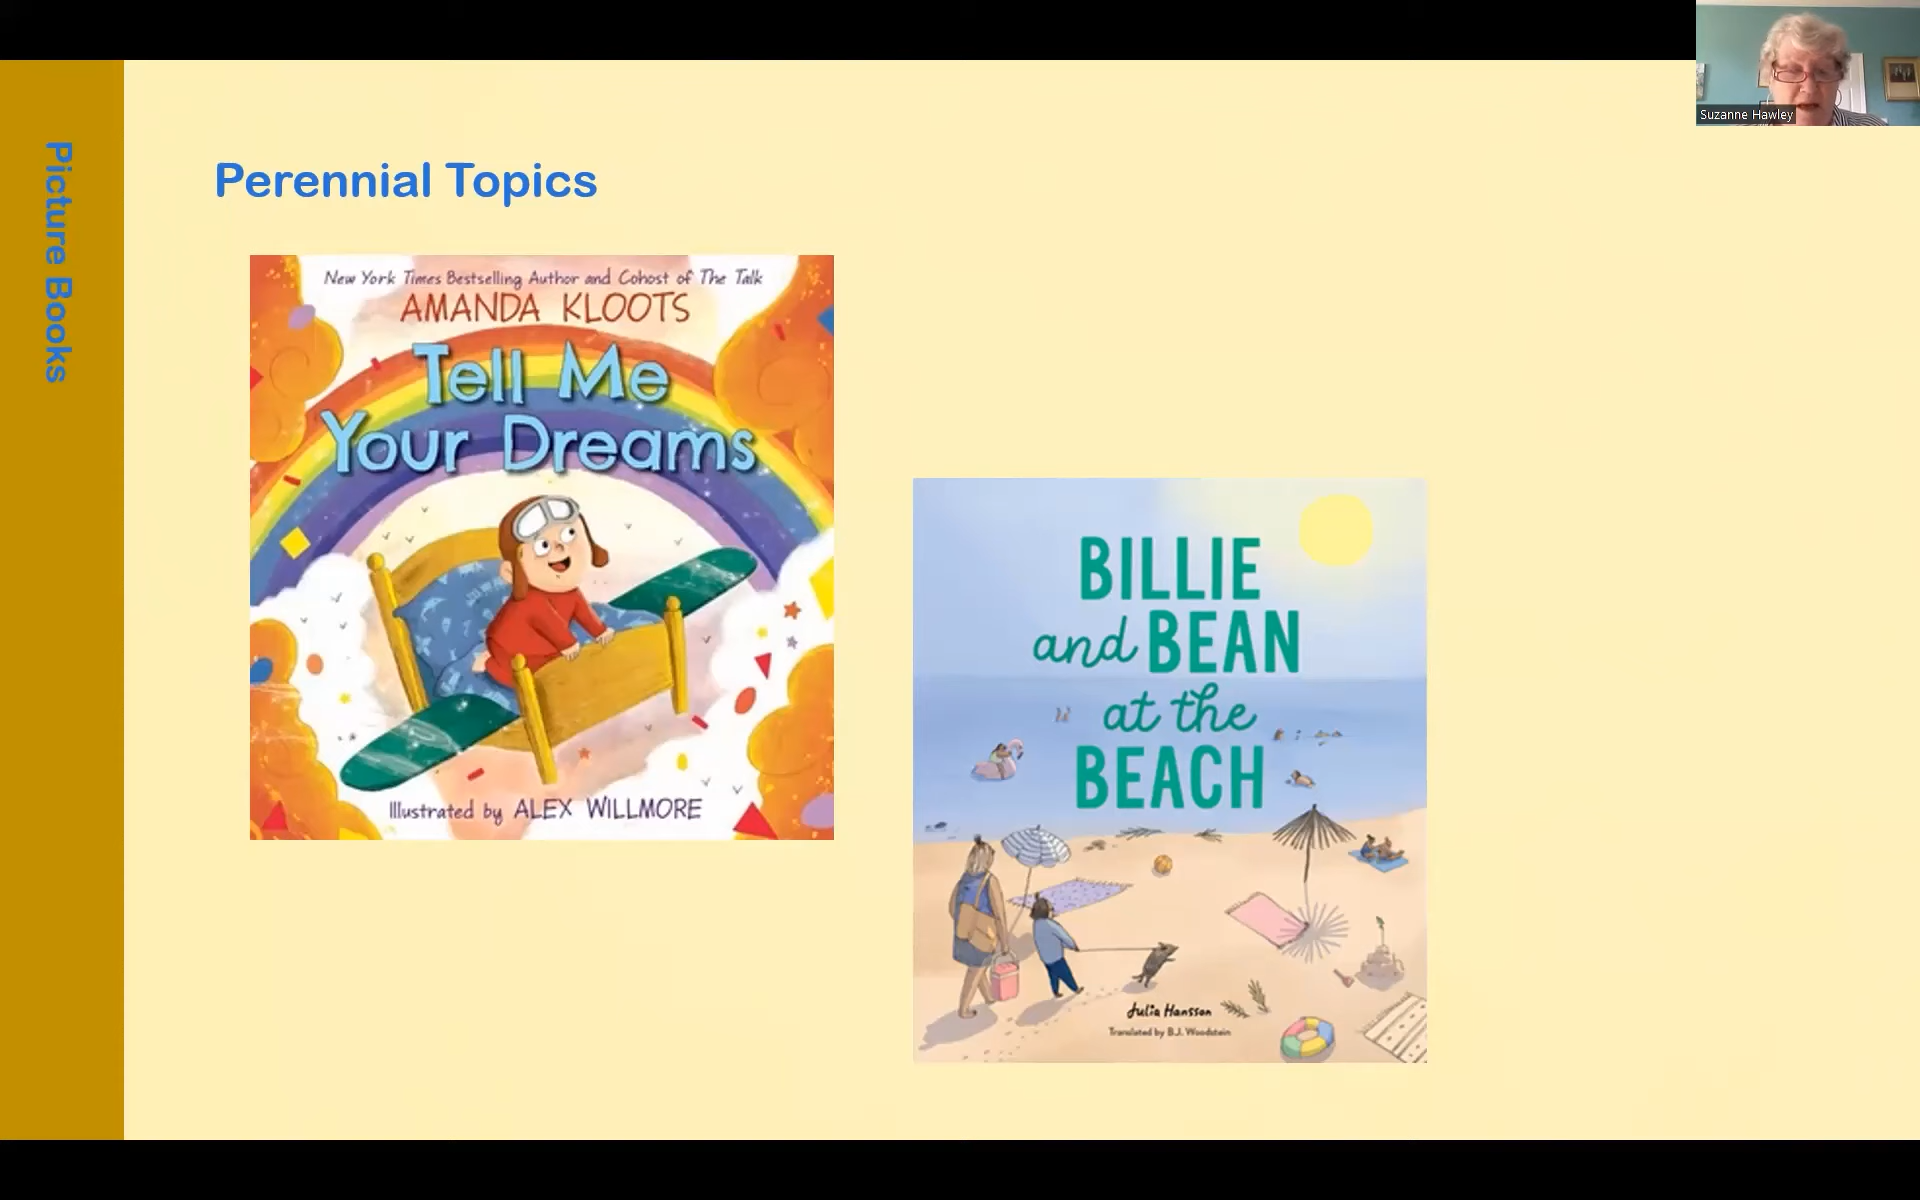 Suzanne Hawley
Picture Books
Perennial Topics
New York Times Bestselling Author and Cohost of The Talk
AMANDA KLOOTS
Tell Me
Your Dreams
Illustrated by ALEX WILLMORE
BILLIE
and BEAN
at the
BEACH
Julia Hansson
Translated by B.J. Woodstein